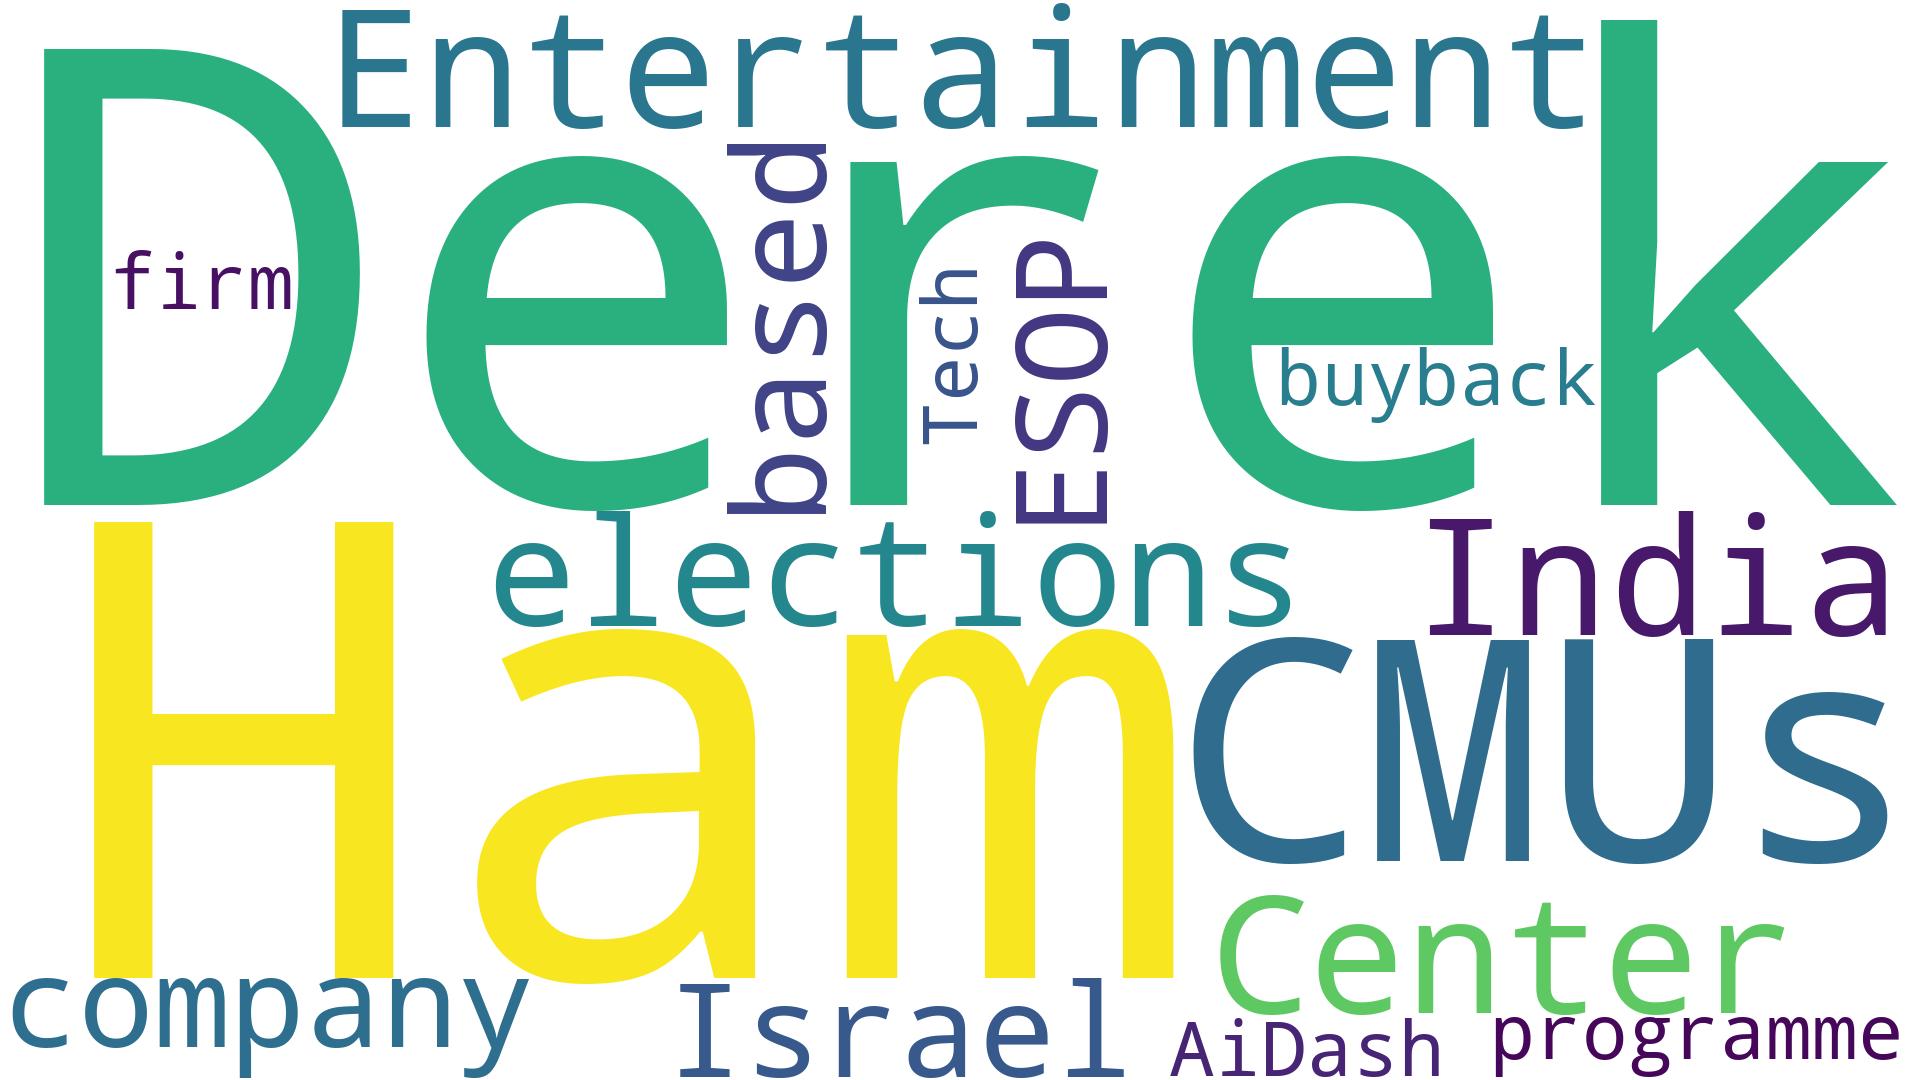 Entertainment
Derek
firm
based
Tech
ESOP
buyback
elections
India
Ham
CMUs
Center
company
Israel
AiDash
programme